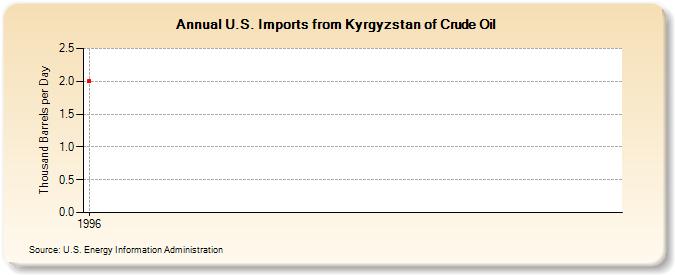 Annual U.S. Imports from Kyrgyzstan of Crude Oil
Thousand Barrels per Day
2.5
2.0
1.5
1.0
0.5
0.0
1996
Source: U.S. Energy Information Administration